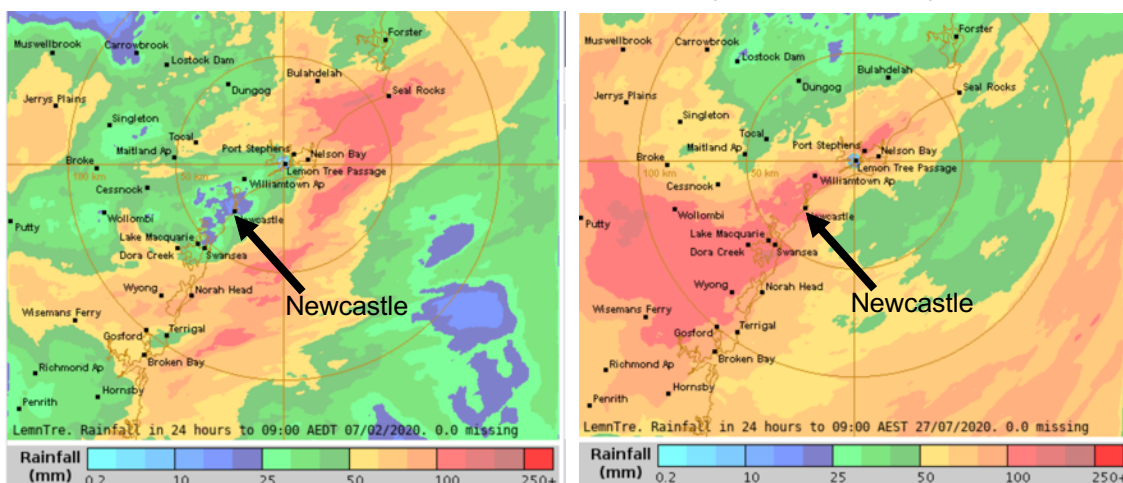 Muswellbrook
Carrowbrook
Lostock Dam
Forster
Bulahdelah
Jerrys Plains
Dungog
Seal Rocks
Singleton
Tocal
Maitland Ap
Port Stephens
Nelson Bay
Broke
100 km
50 km
Lemon Tree Passage
Cessnock
Williamtown Ap
Wollombi
Newcastle
Putty
Lake Macquarie
Dora Creek
Swansea
Wyong
Norah Head
Newcastle
Wisemans Ferry
Gosford
Terrigal
Broken Bay
Richmond Ap
Hornsby
Penrith
LemnTre. Rainfall in 24 hours to 09:00 AEDT 07/02/2020. 0.0 missing
Rainfall
(mm)
0.2 10 25 50 100 250+
Muswellbrook
Carrowbrook
Forster
Lostock Dam
Bulahdelah
Jerrys Plains
Dungog
Seal Rocks
Singleton
Tocal
Maitland Ap
Port Stephens
Nelson Bay
Broke
100 km
50 km
Lemon Tree Passage
Cessnock
Williamtown Ap
Wollombi
Newcastle
Putty
Lake Macquarie
Dora Creek
Swansea
Wyong
Norah Head
Newcastle
Wisemans Ferry
Gosford
Terrigal
Broken Bay
Richmond Ap
Hornsby
Penrith
LemnTre. Rainfall in 24 hours to 09:00 AEST 27/07/2020. 0.0 missing
Rainfall
(mm)
0.2 10 25 50 100 250+